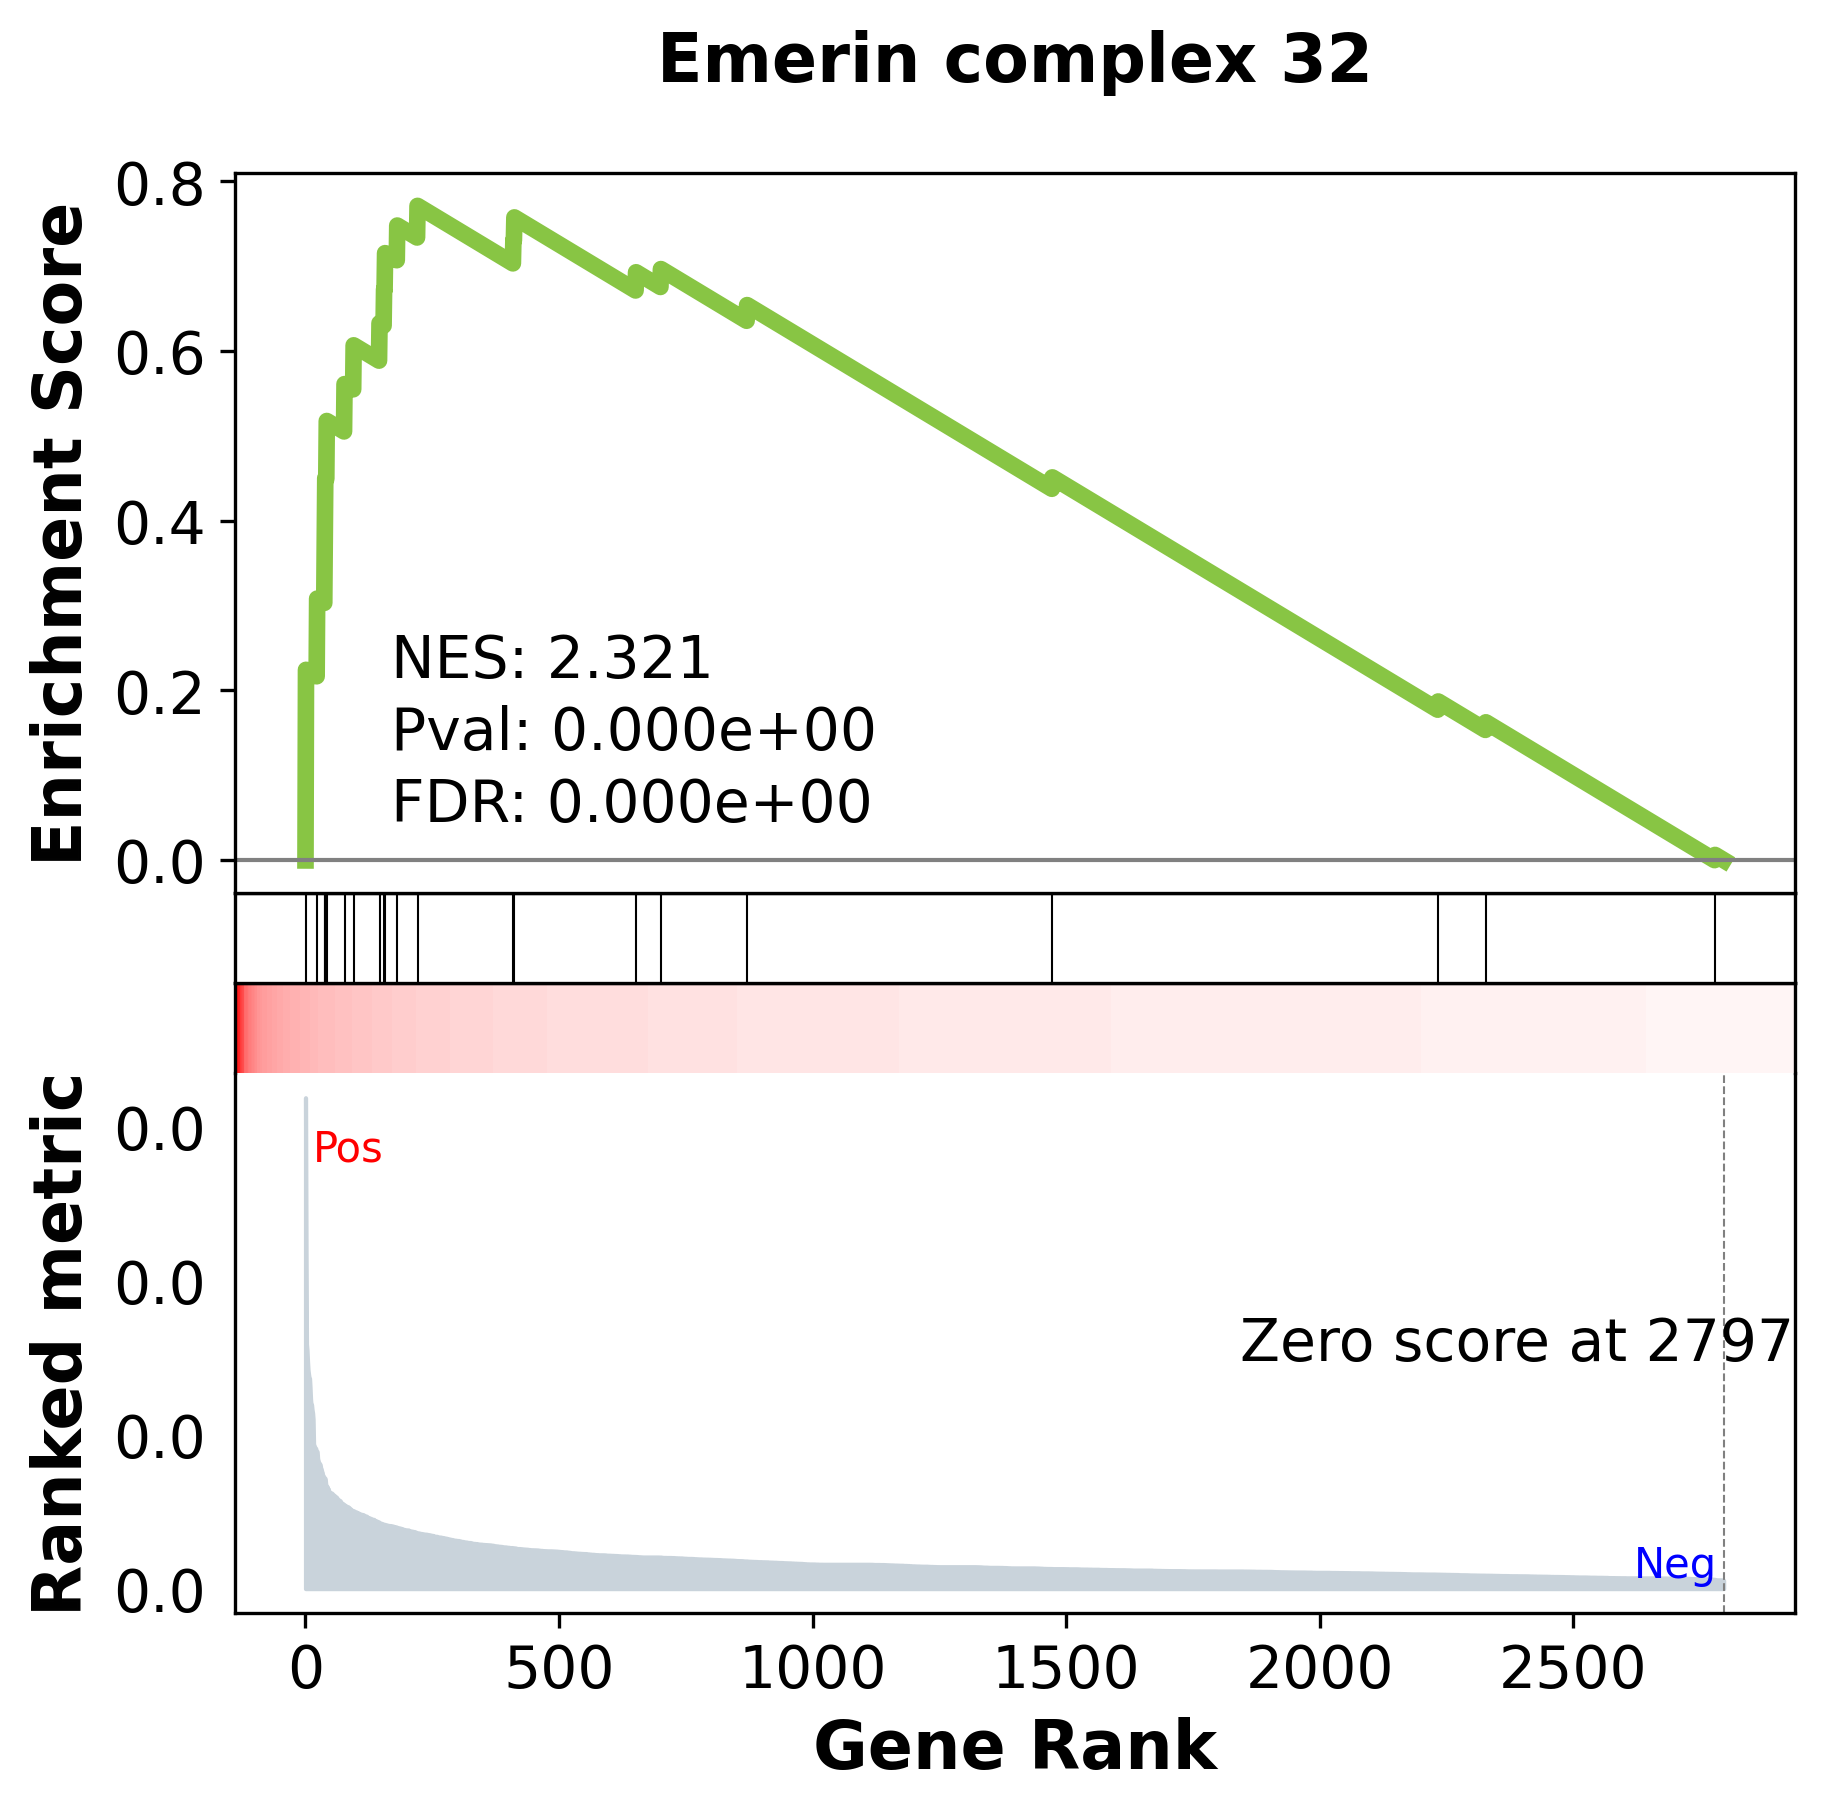 Emerin complex 32
Enrichment Score
0.8
0.6
0.4
0.2
0.0
NES: 2.321
Pval: 0.000e+00
FDR: 0.000e+00
Ranked metric
0.0
0.0
0.0
0.0
Pos
Zero score at 2797
Neg
0
500
1000
1500
2000
2500
Gene Rank